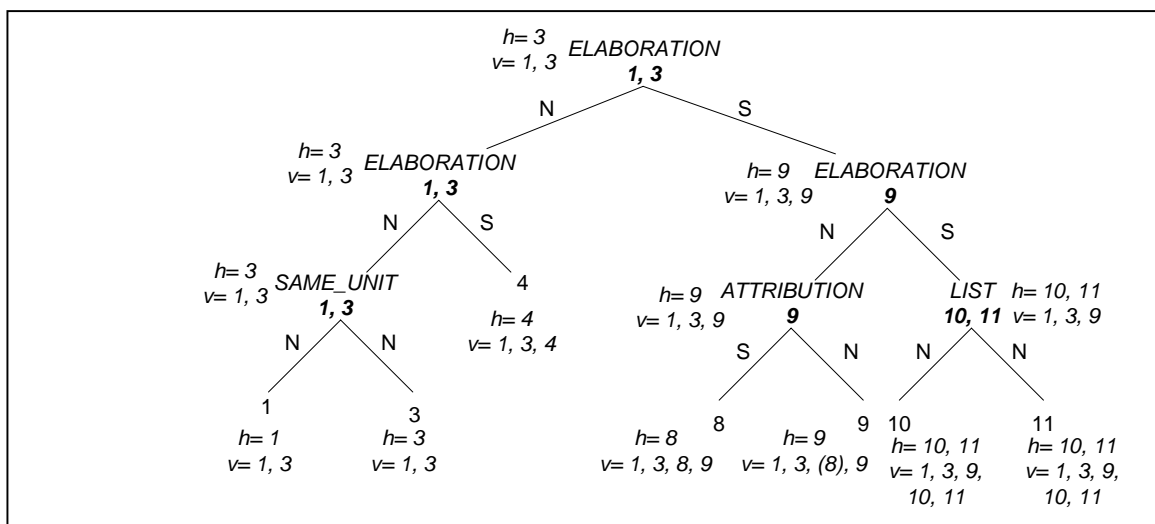 h= 3 ELABORATION
v= 1, 3 1, 3
N S
h= 3 ELABORATION h= 9 ELABORATION
v= 1, 3 1, 3 v= 1, 3, 9 9
N S N S
h= 3 SAME_UNIT 4 h= 9 ATTRIBUTION LIST h= 10, 11
v= 1, 3 1, 3 v= 1, 3, 9 9 10, 11 v= 1, 3, 9
h= 4
v= 1, 3, 4
N N S N N N
1 3 8 9 10 11
h= 1 h= 3 h= 8 h= 9 h= 10, 11 h= 10, 11
v= 1, 3 v= 1, 3 v= 1, 3, 8, 9 v= 1, 3, (8), 9 v= 1, 3, 9, v= 1, 3, 9,
10, 11 10, 11